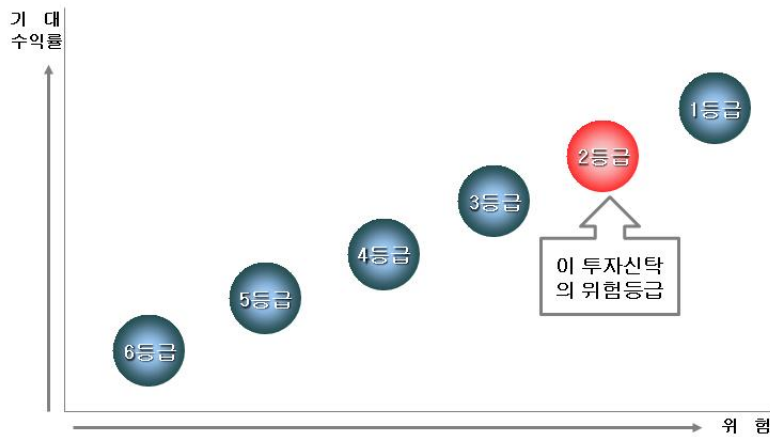 기 대
수익률
1등급
2등급
3등급
4등급
이 투자신탁
의 위험등급
5등급
6등급
위 험